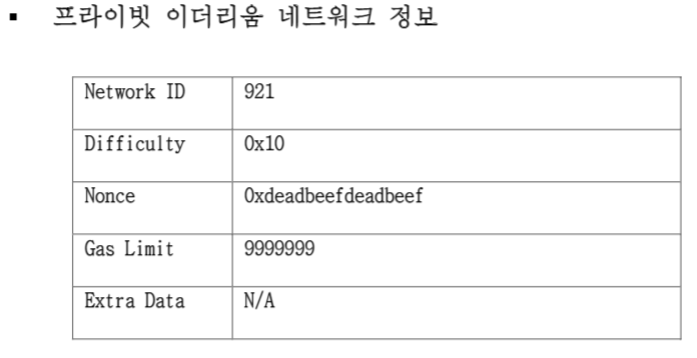 ▪ 프라이빗 이더리움 네트워크 정보
Network ID 921
Difficulty 0x10
Nonce 0xdeadbeefdeadbeef
Gas Limit 9999999
Extra Data N/A